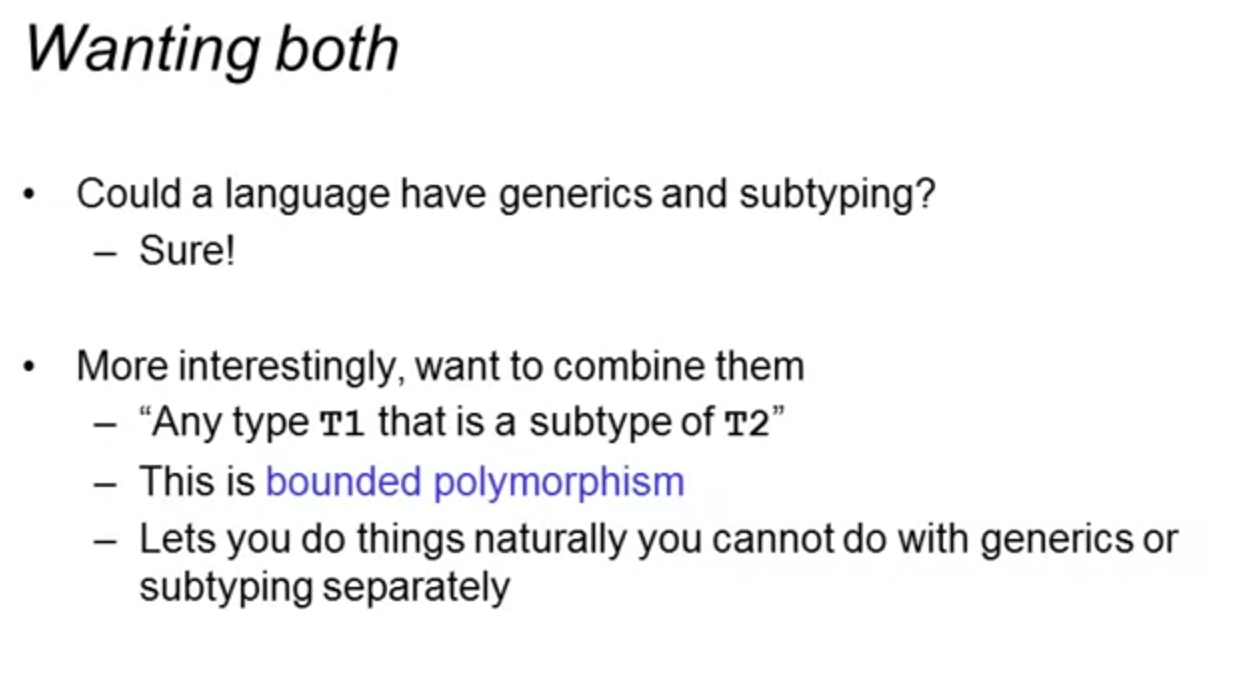 Wanting both
• Could a language have generics and subtyping?
– Sure!
• More interestingly, want to combine them
– “Any type T1 that is a subtype of T2”
– This is bounded polymorphism
– Lets you do things naturally you cannot do with generics or
subtyping separately